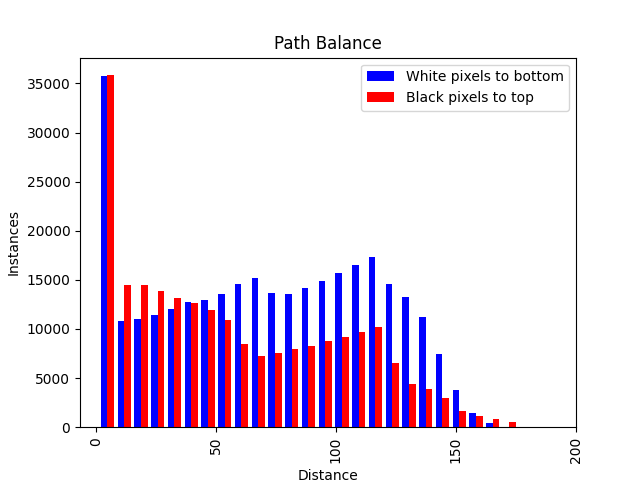 Path Balance
White pixels to bottom
Black pixels to top
Instances
35000
30000
25000
20000
15000
10000
5000
0
0
50
100
150
200
Distance